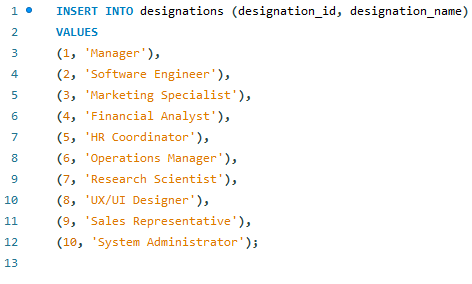 1 INSERT INTO designations (designation_id, designation_name)
2 VALUES
3 (1, 'Manager'),
4 (2, 'Software Engineer'),
5 (3, 'Marketing Specialist'),
6 (4, 'Financial Analyst'),
7 (5, 'HR Coordinator'),
8 (6, 'Operations Manager'),
9 (7, 'Research Scientist'),
10 (8, 'UX/UI Designer'),
11 (9, 'Sales Representative'),
12 (10, 'System Administrator');
13